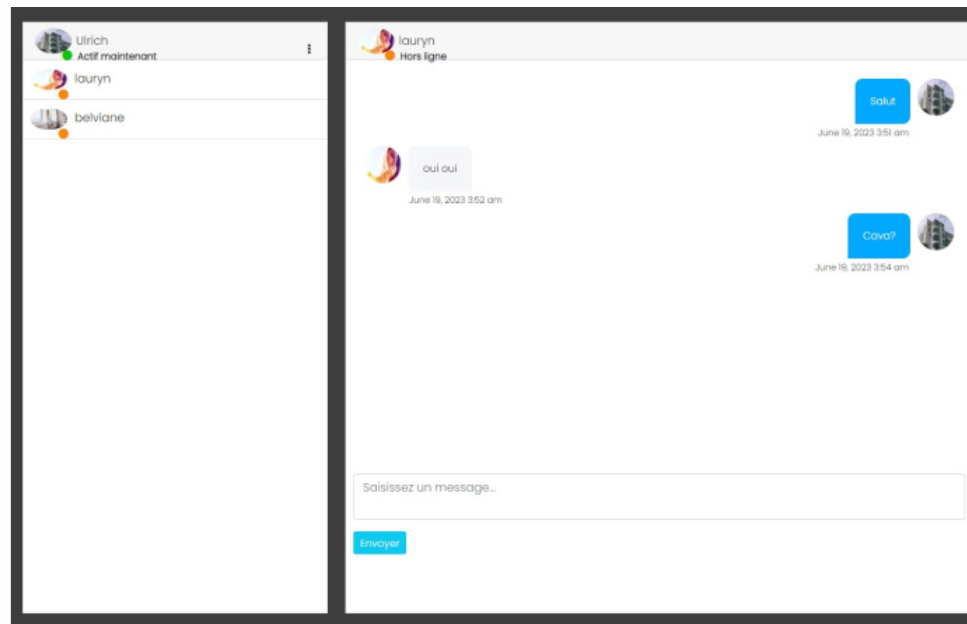 Ulrich
Actif maintenant
lauryn
belviane
lauryn
Hors ligne
Salut
June 19, 2023 3:51 am
oui oui
June 19, 2023 3:52 am
Cava?
June 19, 2023 3:54 am
Saisissez un message...
Envoyer